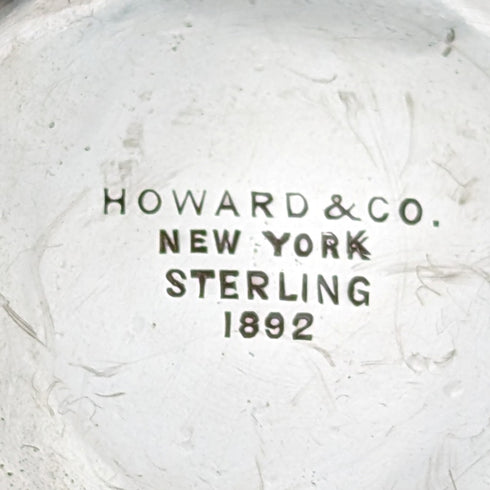 HOWARD & CO.
NEW YORK
STERLING
1892